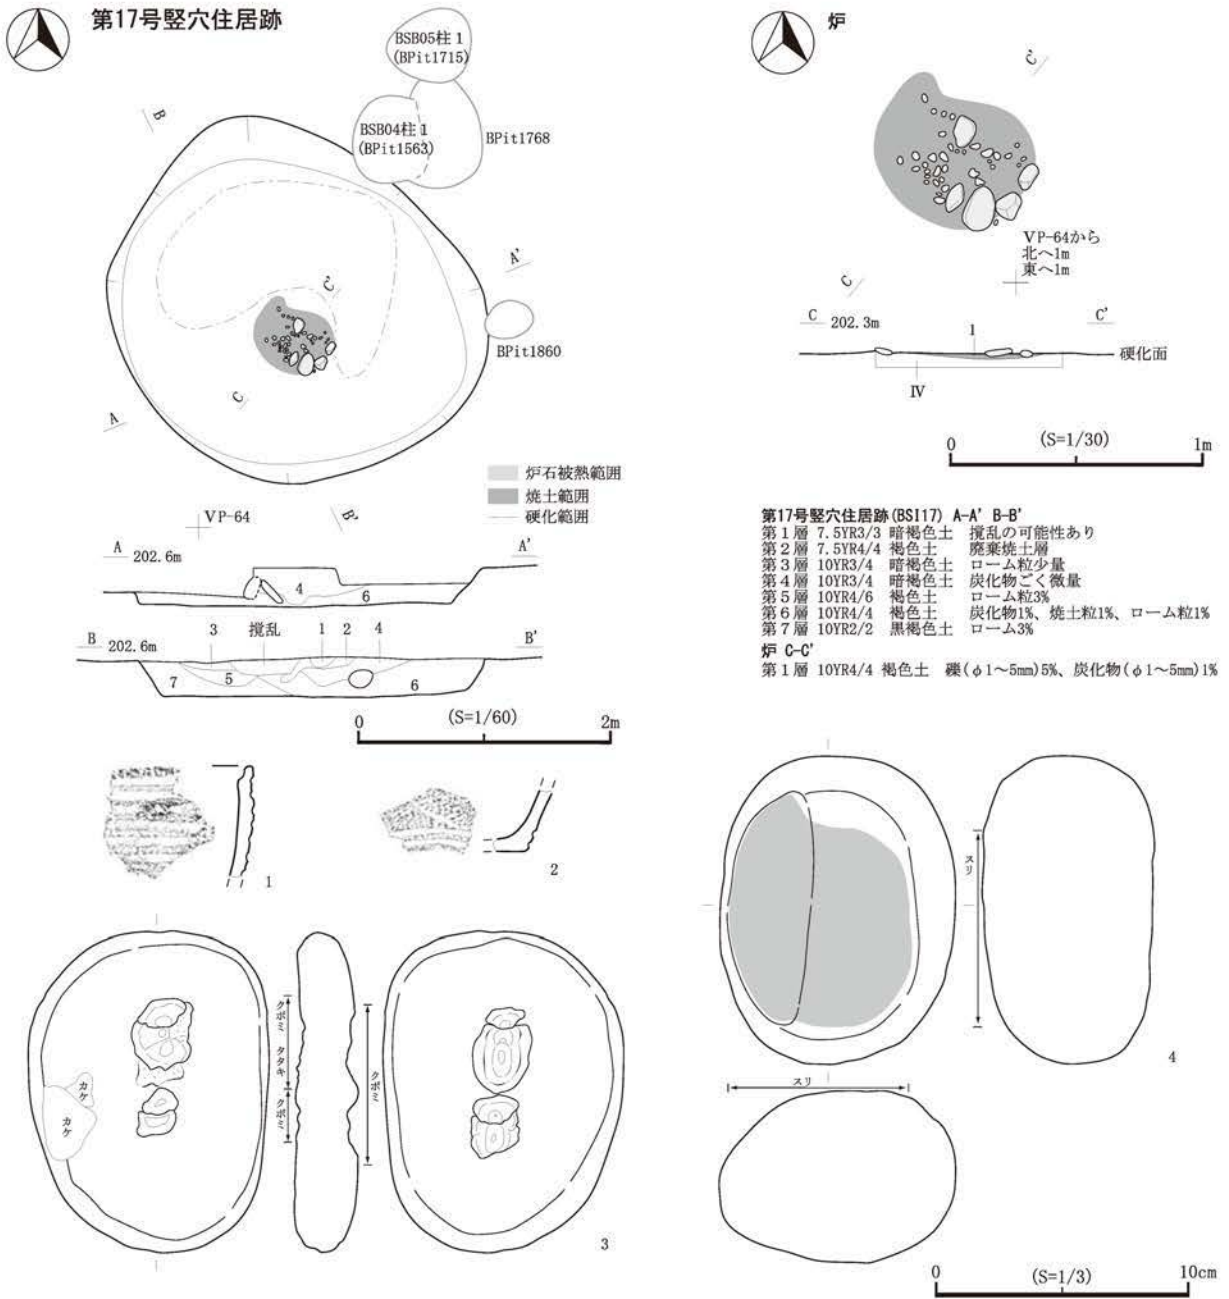 第17号竪穴住居跡
BSB05柱1
(BPit1715)
BSB04柱1
(BPit1563)
BPit1768
B
A'
C'
BPit1860
C
A
炉石被熱範囲
焼土範囲
硬化範囲
VP-64
B'
A 202.6m
A'
4
6
3
撹乱
1
2
4
B 202.6m
B'
7
5
6
0
(S=1/60)
2m
炉
C'
VP-64から
北へ1m
東へ1m
C
C 202.3m
1
C'
硬化面
Ⅳ
0
(S=1/30)
1m
第17号竪穴住居跡(BSI17) A-A' B-B'
第1層 7.5YR3/3 暗褐色土 撹乱の可能性あり
第2層 7.5YR4/4 褐色土 廃棄焼土層
第3層 10YR3/4 暗褐色土 ローム粒少量
第4層 10YR3/4 暗褐色土 炭化物ごく微量
第5層 10YR4/6 褐色土 ローム粒3%
第6層 10YR4/4 褐色土 炭化物1%、焼土粒1%、ローム粒1%
第7層 10YR2/2 黒褐色土 ローム3%
炉 C-C'
第1層 10YR4/4 褐色土 礫(φ1～5mm)5%、炭化物(φ1～5mm)1%
1
2
カケ
カケ
クボミ
タタキ
クボミ
クボミ
3
スリ
4
スリ
0
(S=1/3)
10cm